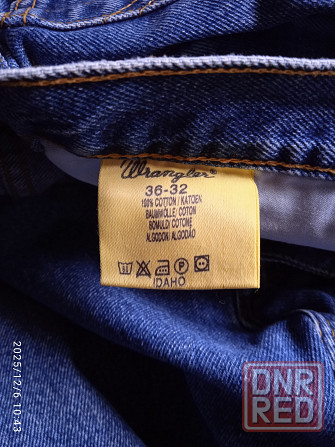 Wrangler®
36-32
100% COTTON / KATOEN
BAUMWOLLE/ COTON
BOMULD/ COTONE
ALGODON/ ALGODAO
IDAHO
2025/12/6 10:43
DNR
RED